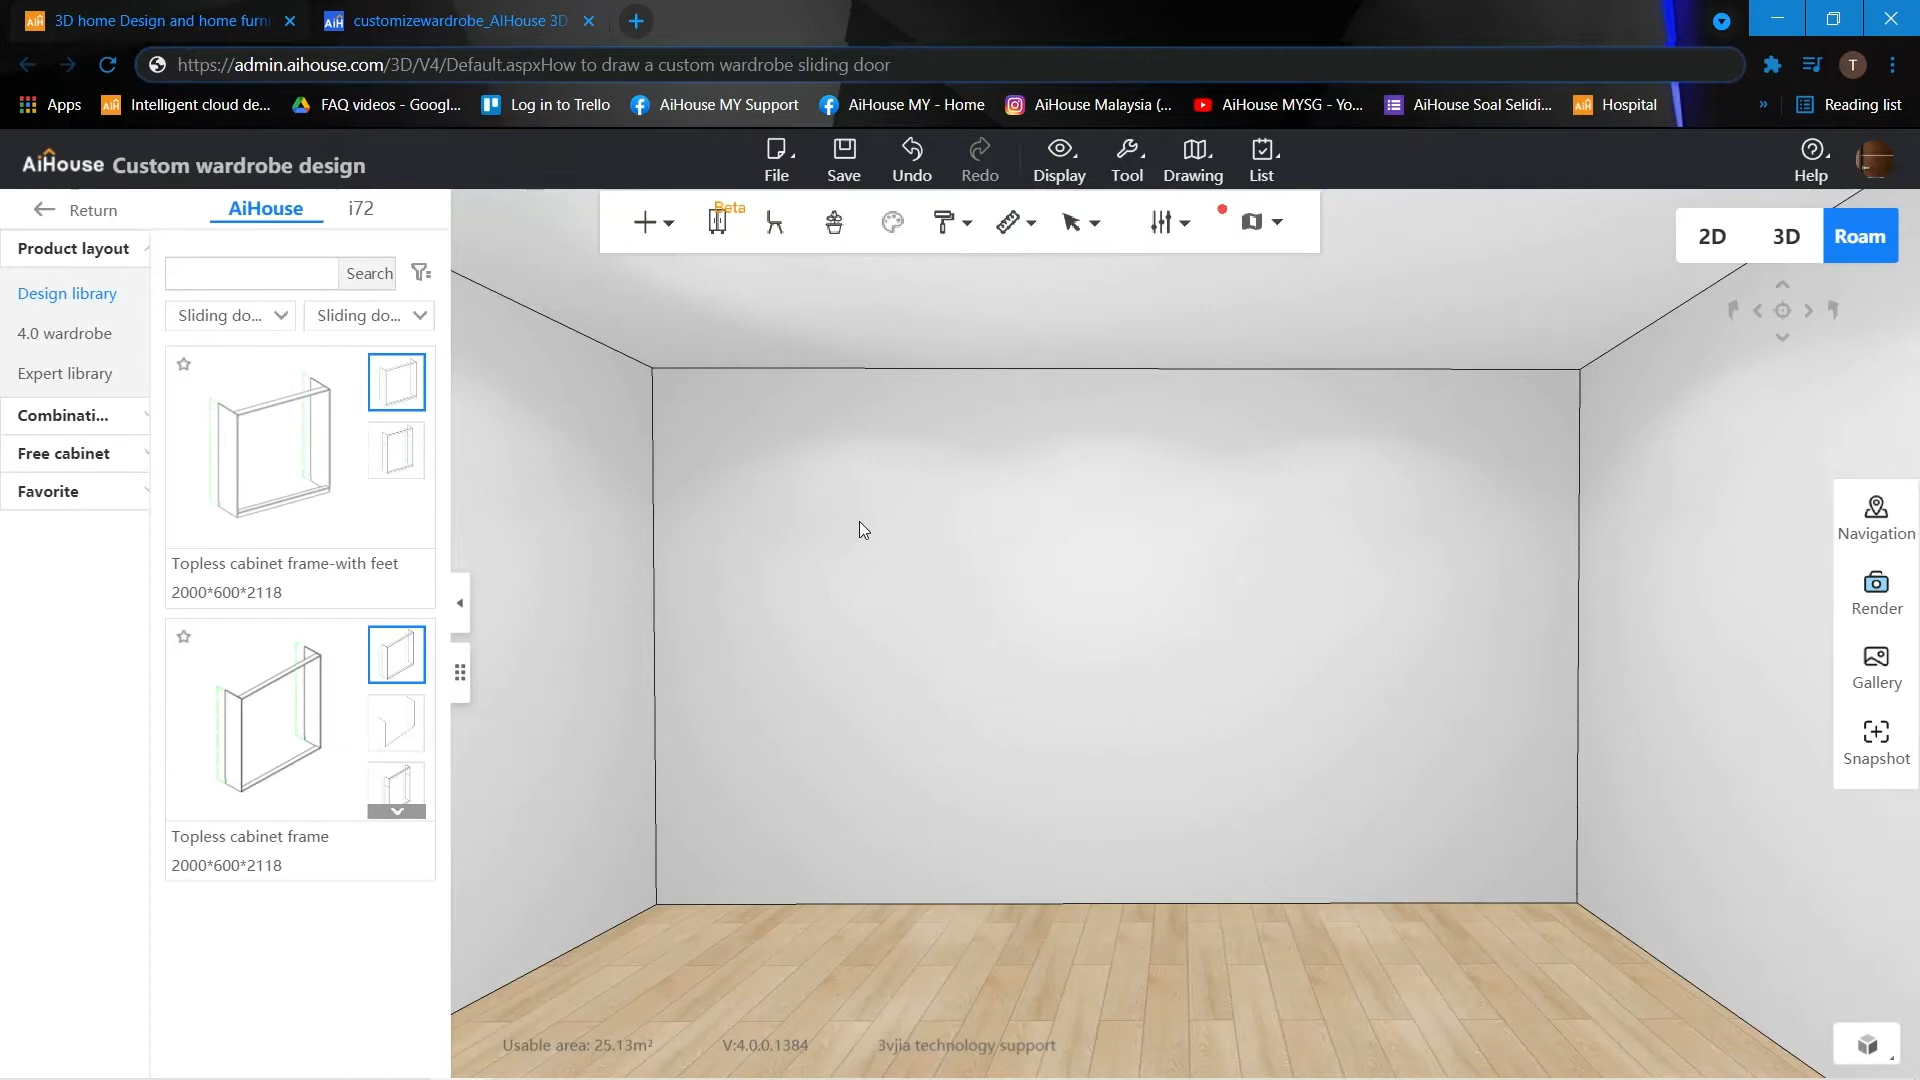 3D home Design and home furni
customizewardrobe_AIHouse 3D
https://admin.aihouse.com/3D/V4/Default.aspxHow to draw a custom wardrobe sliding door
T
Apps
Intelligent cloud de...
FAQ videos - Googl...
Log in to Trello
AiHouse MY Support
AiHouse MY - Home
AiHouse Malaysia (...
AiHouse MYSG - Yo...
AiHouse Soal Selidi...
Hospital
Reading list
AiHouse Custom wardrobe design
File
Save
Undo
Redo
Display
Tool
Drawing
List
Help
Return
AiHouse
i72
Beta
2D
3D
Roam
Product layout
Design library
4.0 wardrobe
Expert library
Combinati...
Free cabinet
Favorite
Search
Sliding do...
Sliding do...
Topless cabinet frame-with feet
2000*600*2118
Topless cabinet frame
2000*600*2118
Navigation
Render
Gallery
Snapshot
Usable area: 25.13m²
V:4.0.0.1384
3vjia technology support